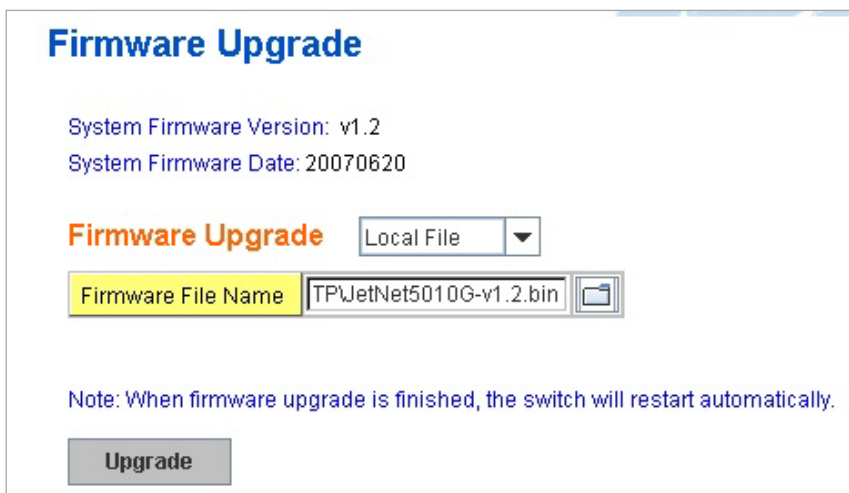 Firmware Upgrade
System Firmware Version: v1.2
System Firmware Date: 20070620
Firmware Upgrade Local File
Firmware File Name TP\JetNet5010G-v1.2.bin
Note: When firmware upgrade is finished, the switch will restart automatically.
Upgrade